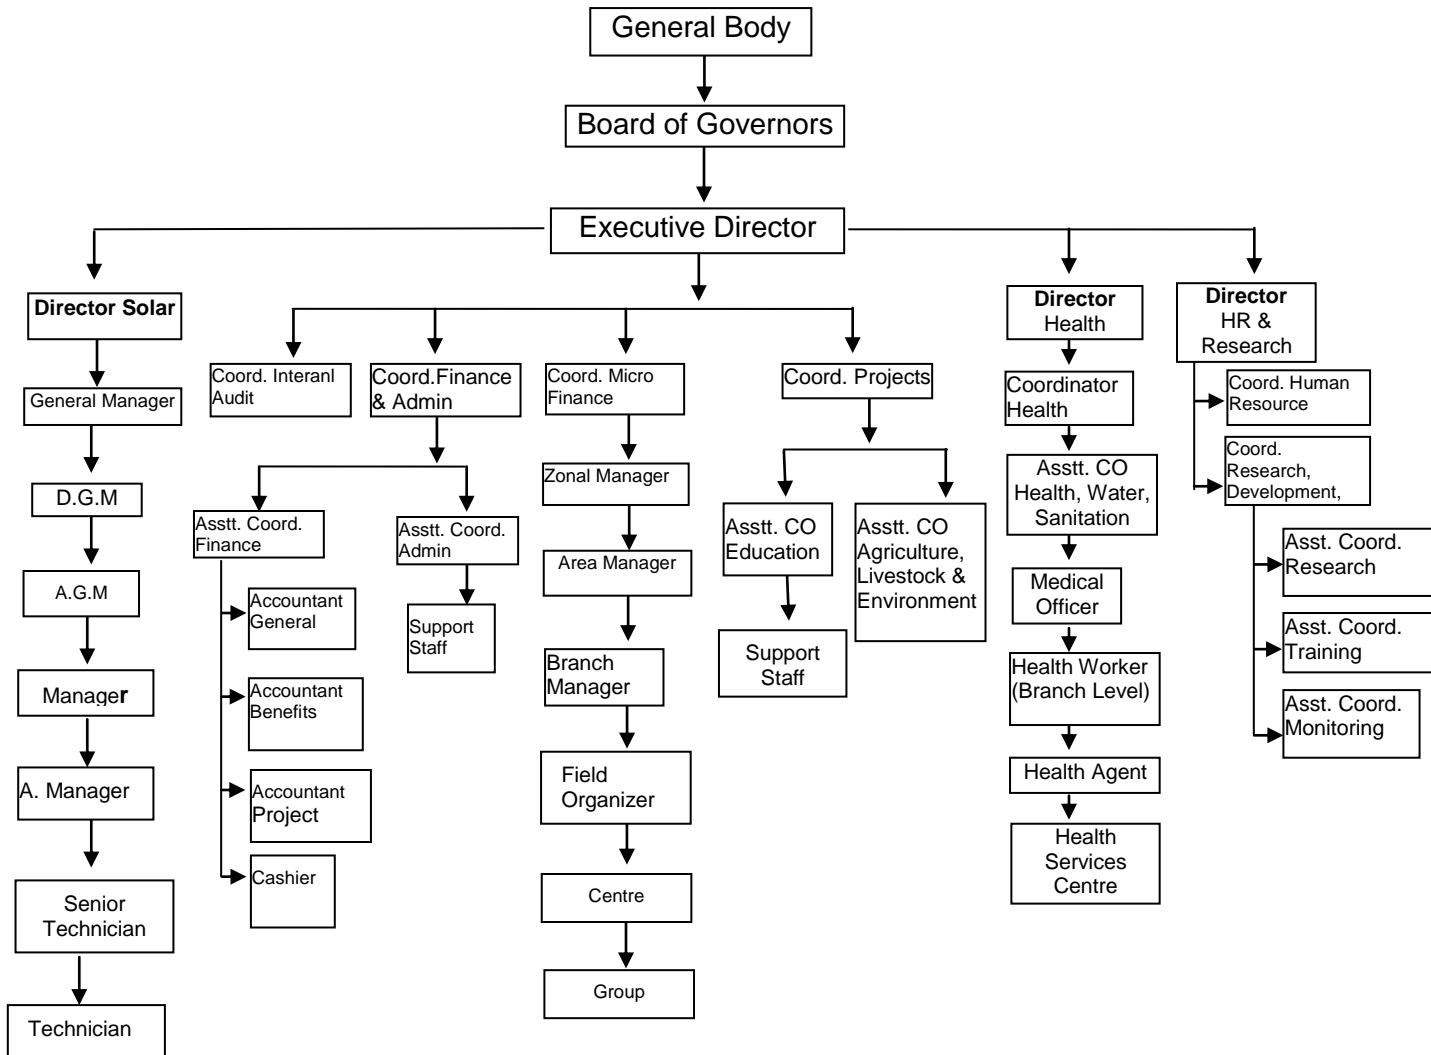 General Body
Board of Governors
Executive Director
Director Solar
General Manager
D.G.M
A.G.M
Manager
A. Manager
Senior
Technician
Technician
Coord. Interanl
Audit
Coord.Finance
& Admin
Asstt. Coord.
Finance
Accountant
General
Accountant
Benefits
Accountant
Project
Cashier
Asstt. Coord.
Admin
Support
Staff
Coord. Micro
Finance
Zonal Manager
Area Manager
Branch
Manager
Field
Organizer
Centre
Group
Coord. Projects
Asstt. CO
Education
Support
Staff
Asstt. CO
Agriculture,
Livestock &
Environment
Director
Health
Coordinator
Health
Asstt. CO
Health, Water,
Sanitation
Medical
Officer
Health Worker
(Branch Level)
Health Agent
Health
Services
Centre
Director
HR &
Research
Coord. Human
Resource
Coord.
Research,
Development,
Asst. Coord.
Research
Asst. Coord.
Training
Asst. Coord.
Monitoring